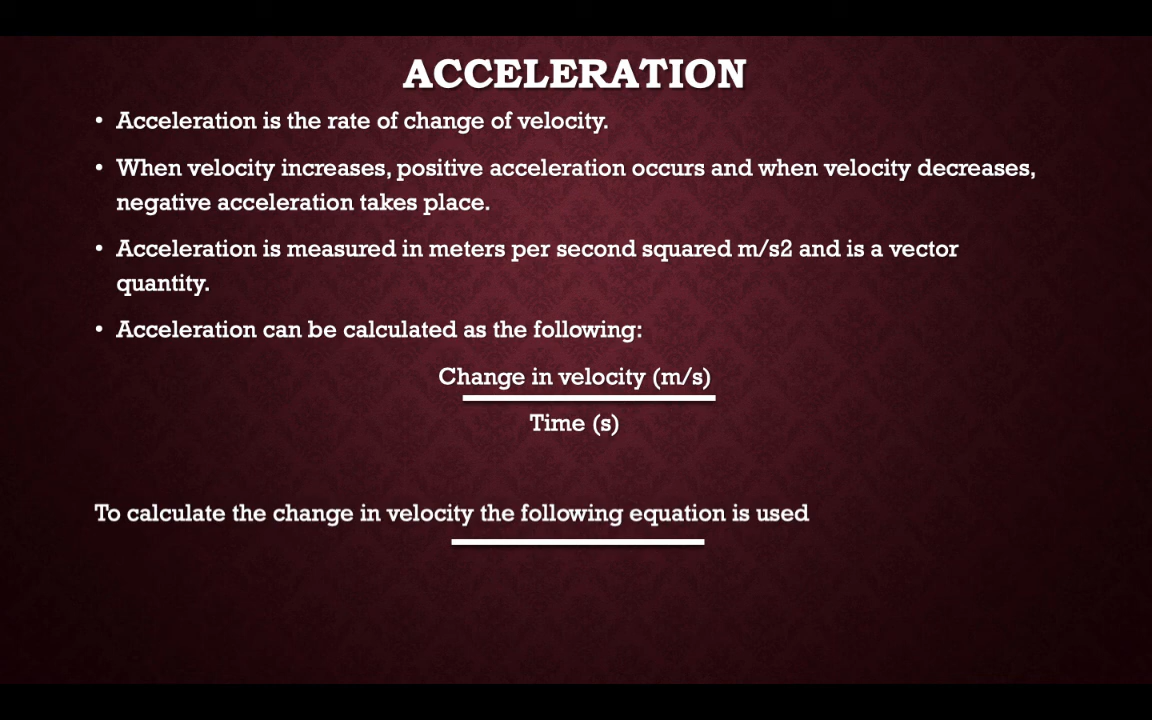 ACCELERATION
• Acceleration is the rate of change of velocity.
• When velocity increases, positive acceleration occurs and when velocity decreases,
negative acceleration takes place.
• Acceleration is measured in meters per second squared m/s2 and is a vector
quantity.
• Acceleration can be calculated as the following:
Change in velocity (m/s)
Time (s)
To calculate the change in velocity the following equation is used